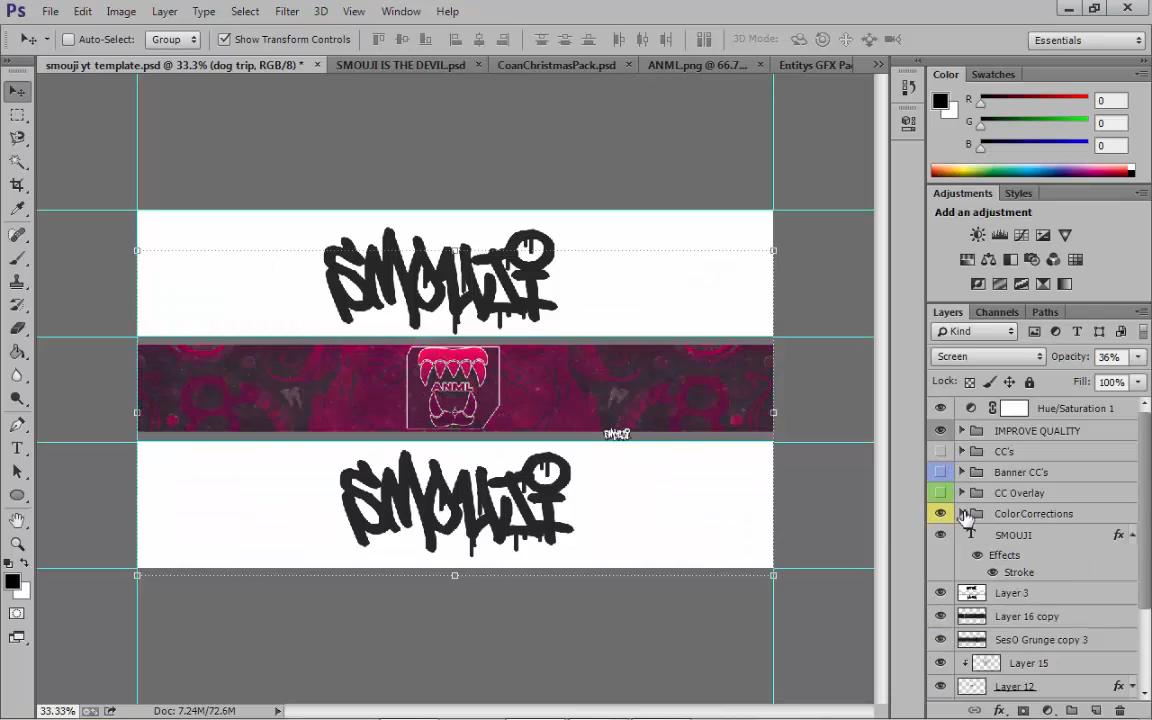 Ps File Edit Image Layer Type Select Filter 3D View Window Help
Auto-Select: Group Show Transform Controls 3D Mode: Essentials
smouji yt template.psd @ 33.3% (dog trip, RGB/8) * × SMOUJI IS THE DEVIL.psd × CoanChristmasPack.psd × ANML.png @ 66.7... × Entitys GFX Pa
Color Swatches
R 0
G 0
B 0
Adjustments Styles
Add an adjustment
Layers Channels Paths
Kind
Screen Opacity: 36%
Lock: Fill: 100%
Hue/Saturation 1
IMPROVE QUALITY
CC's
Banner CC's
CC Overlay
ColorCorrections
T SMOUJI fx
Effects
Stroke
Layer 3
Layer 16 copy
SesO Grunge copy 3
Layer 15
Layer 12 fx
SMOUJI
ANML
SMOUJI
SMOUJI
33.33% Doc: 7.24M/72.6M